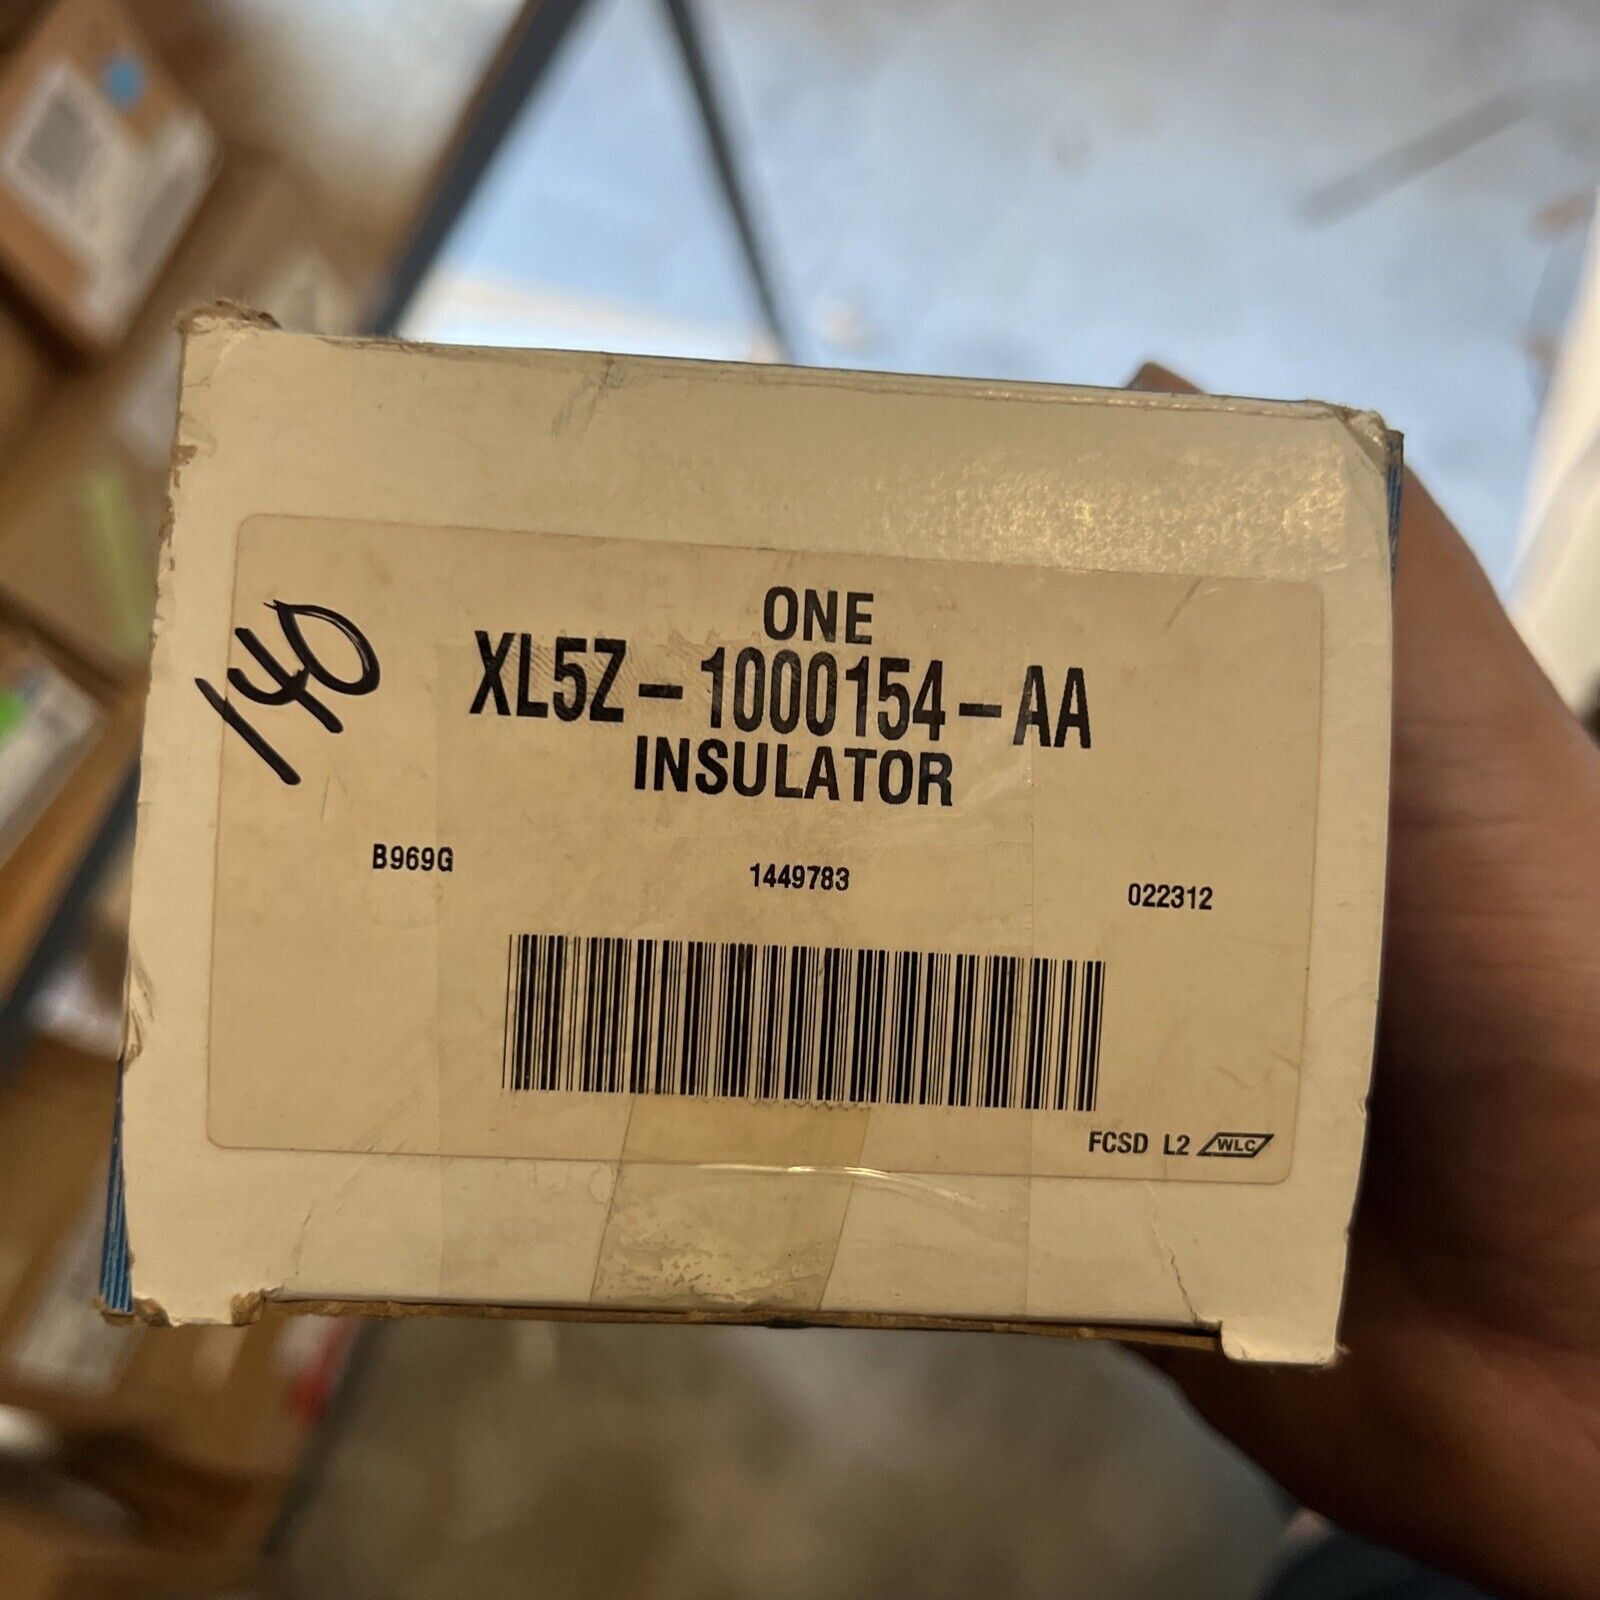 ONE
140
XL5Z-1000154-AA
INSULATOR
B969G 1449783 022312
FCSD L2 WLC